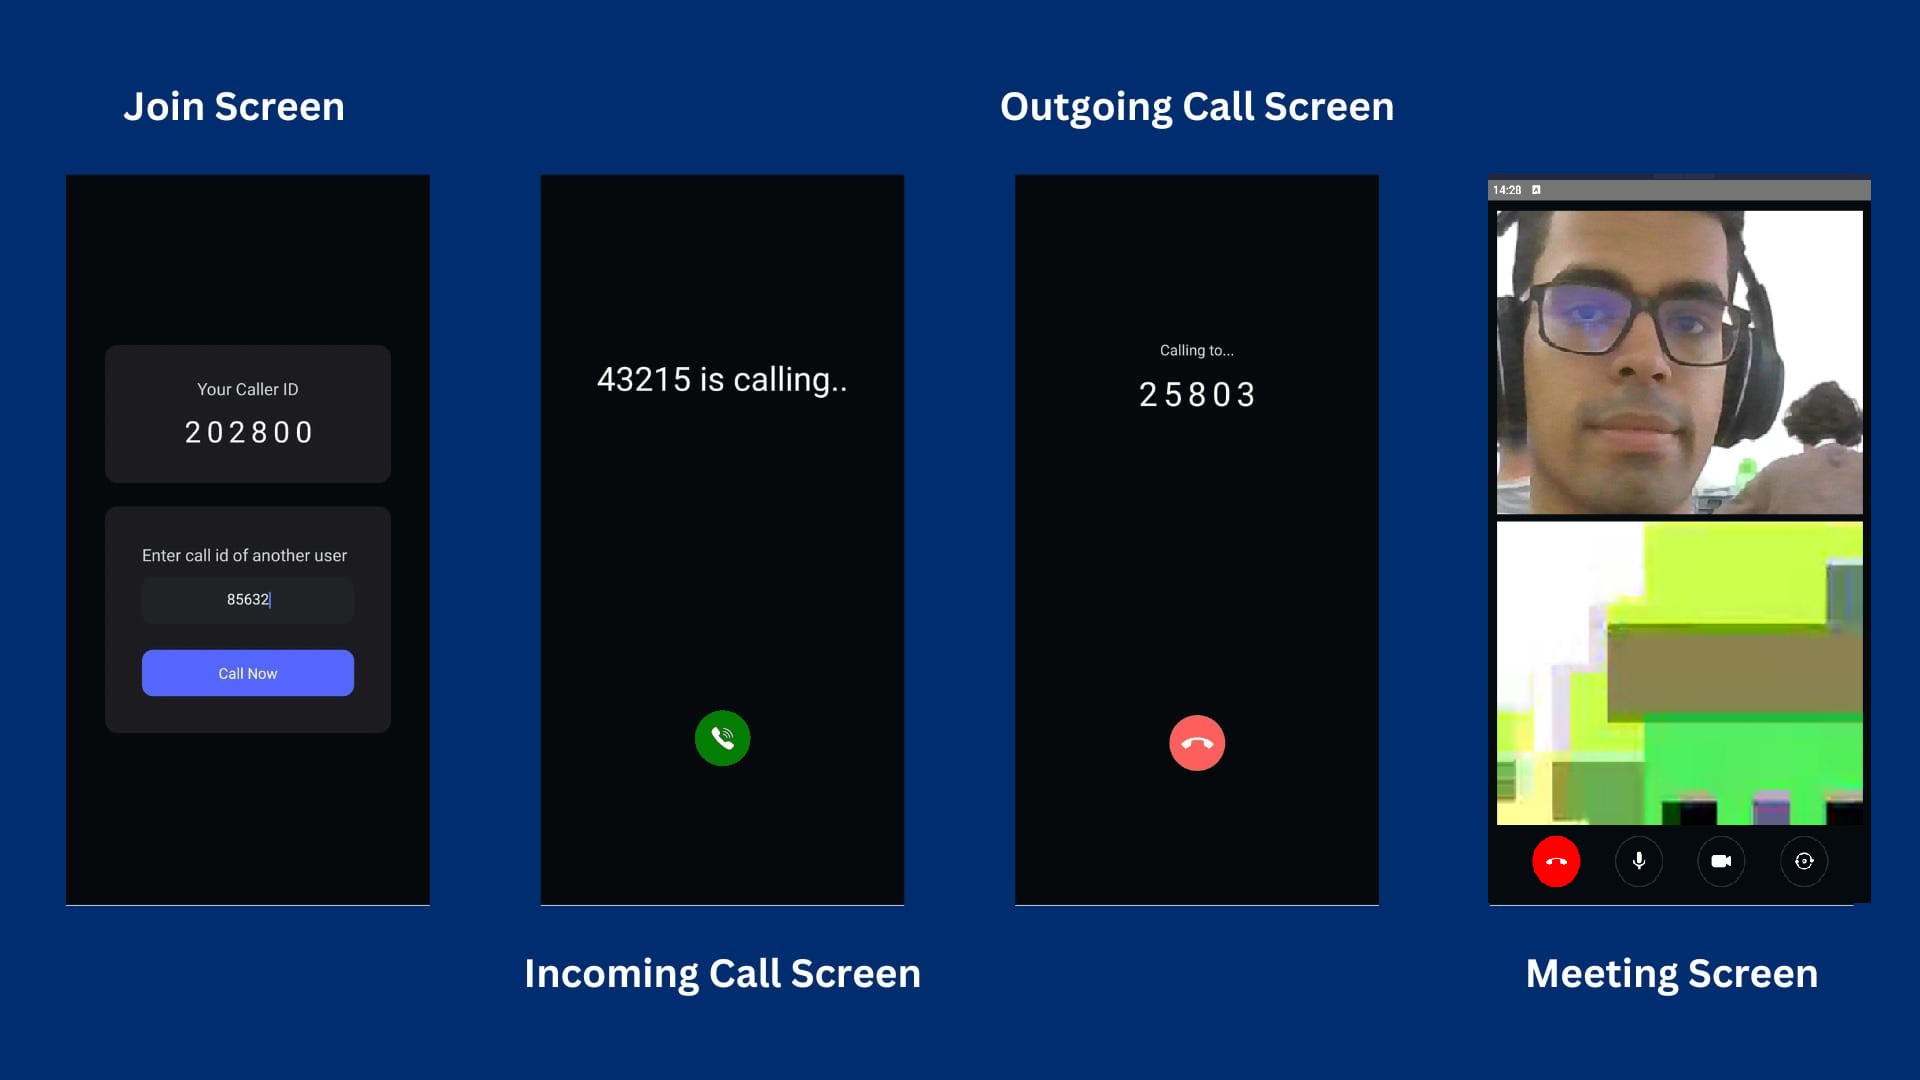 Join Screen
Your Caller ID
202800
Enter call id of another user
85632
Call Now
43215 is calling..
Incoming Call Screen
Outgoing Call Screen
Calling to...
25803
14:28
Meeting Screen